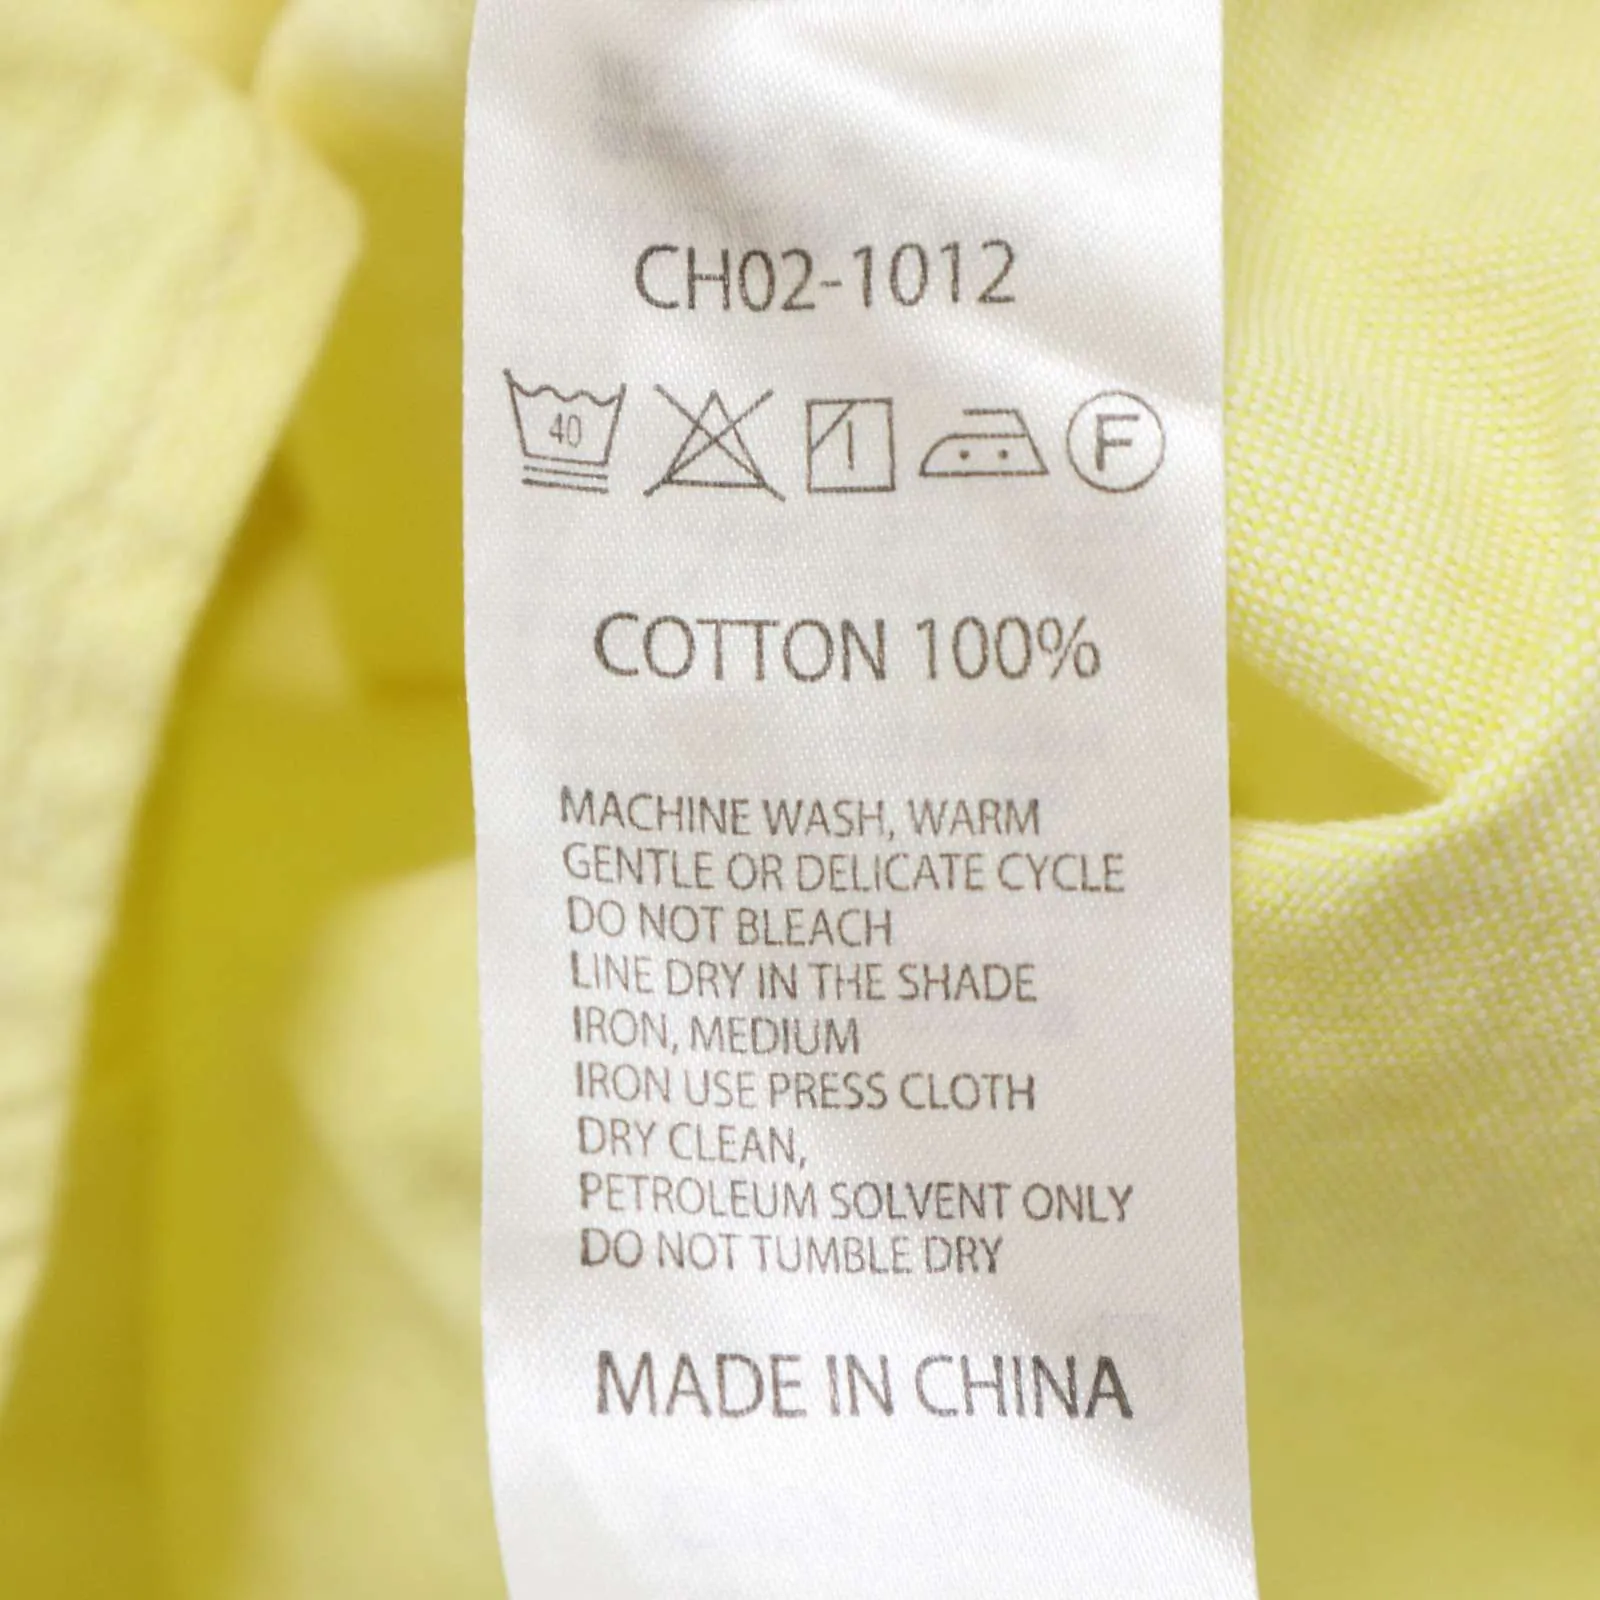 CH02-1012
40 F
COTTON 100%
MACHINE WASH, WARM
GENTLE OR DELICATE CYCLE
DO NOT BLEACH
LINE DRY IN THE SHADE
IRON, MEDIUM
IRON USE PRESS CLOTH
DRY CLEAN,
PETROLEUM SOLVENT ONLY
DO NOT TUMBLE DRY
MADE IN CHINA